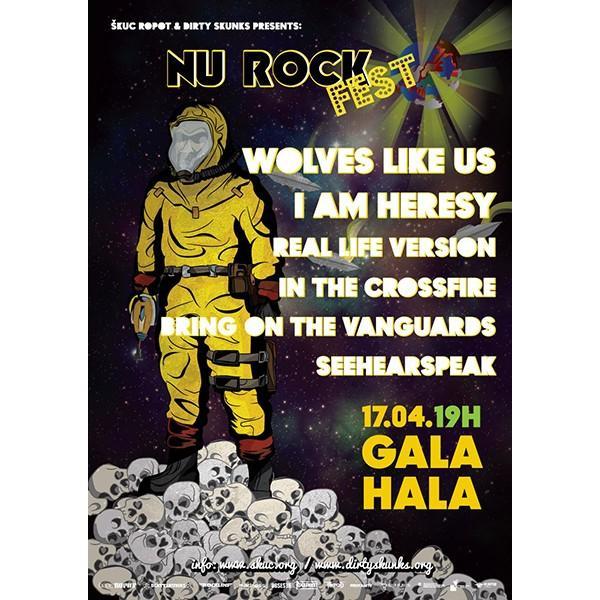 ŠKUC ROPOT & DIRTY SKUNKS PRESENTS:
NU ROCK
FEST
WOLVES LIKE US
I AM HERESY
REAL LIFE VERSION
IN THE CROSSFIRE
BRING ON THE VANGUARDS
SEEHEARSPEAK
17.04.19H
GALA
HALA
info: www.skuc.org / www.dirtyskunks.org